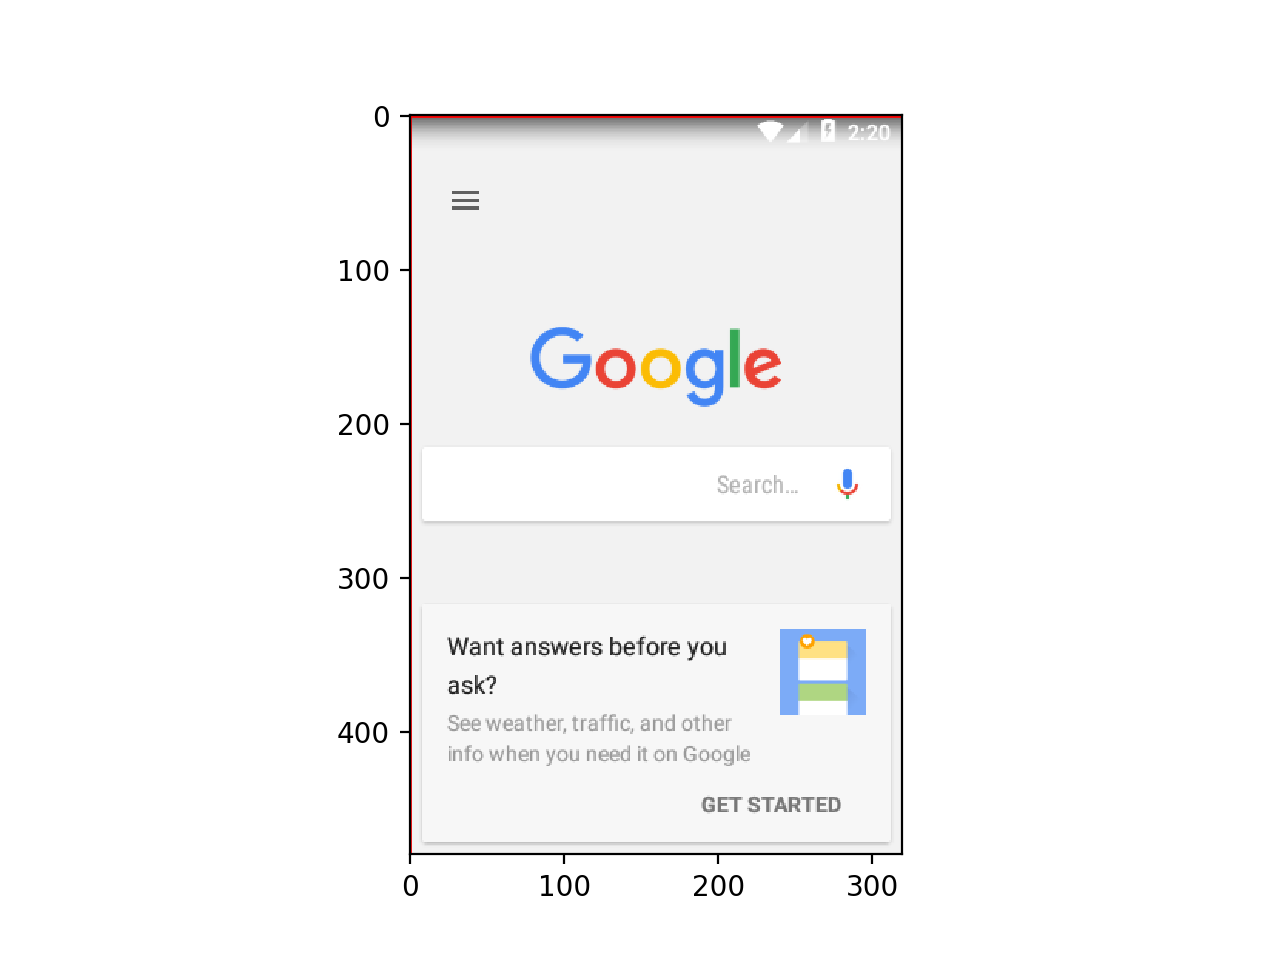 0
100
200
300
400
2:20
Google
Search...
Want answers before you
ask?
See weather, traffic, and other
info when you need it on Google
GET STARTED
0 100 200 300